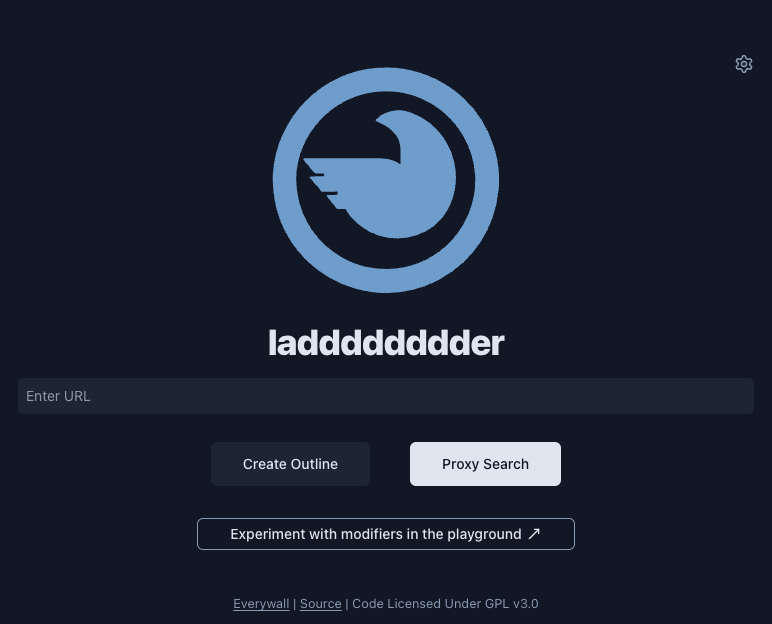 laddddddddder
Enter URL
Create Outline
Proxy Search
Experiment with modifiers in the playground ↗
Everywall | Source | Code Licensed Under GPL v3.0